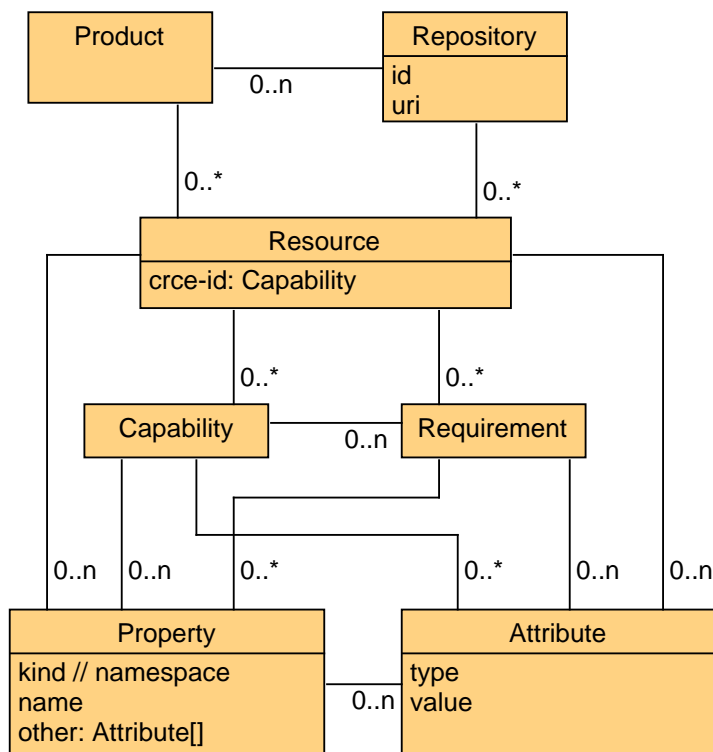 Product
Repository
id
uri
0..n
0..*
0..*
Resource
crce-id: Capability
0..*
0..*
Capability
Requirement
0..n
0..n
0..n
0..*
0..*
0..n
0..n
Property
kind // namespace
name
other: Attribute[]
0..n
Attribute
type
value